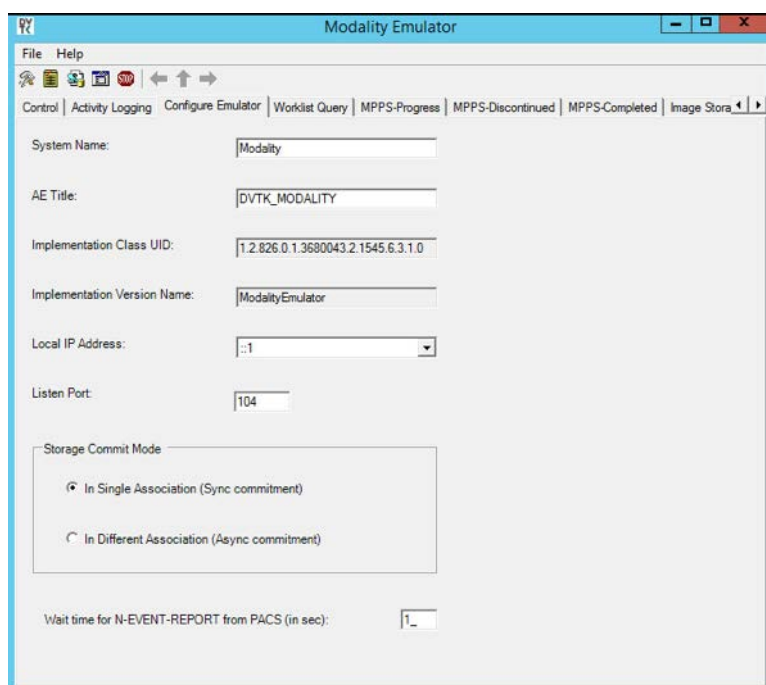 Modality Emulator
File Help
STOP
Control Activity Logging Configure Emulator Worklist Query MPPS-Progress MPPS-Discontinued MPPS-Completed Image Stora
System Name: Modality
AE Title: DVTK_MODALITY
Implementation Class UID: 1.2.826.0.1.3680043.2.1545.6.3.1.0
Implementation Version Name: ModalityEmulator
Local IP Address: ::1
Listen Port: 104
Storage Commit Mode
In Single Association (Sync commitment)
In Different Association (Async commitment)
Wait time for N-EVENT-REPORT from PACS (in sec): 1_